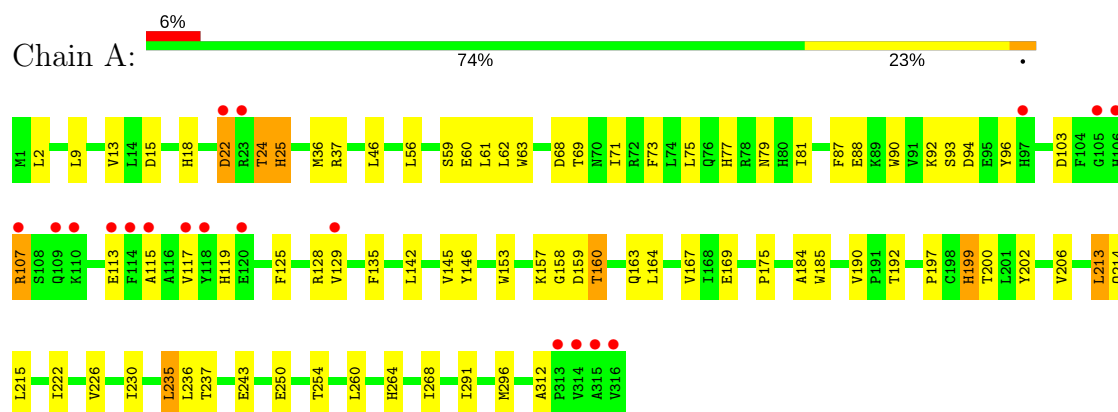 6%
Chain A:
74% 23% •
M1 L2 L9 V13 L14 D15 H18 D22 R23 T24 H25 N36 R37 L46 L56 S59 E60 L61 L62 W63 D68 T69 N70 I71 R72 F73 L74 L75 Q76 H77 R78 N79 H80 I81 F87 E88 K89 W90 V91 K92 S93 D94 E95 Y96 H97 D103 F104 G105 H106
R107 S108 Q109 K110 E113 F114 A115 A116 V117 Y118 H119 E120 F125 R128 V129 F135 L142 V145 Y146 W153 K157 G158 D159 T160 Q163 L164 V167 I168 E169 P175 A184 W185 V190 P191 T192 P197 C198 H199 T200 L201 Y202 V206 L213 Q214
L215 I222 V226 I230 L235 L236 T237 E243 E250 T254 L260 H264 I268 I291 M296 A312 P313 V314 A315 V316